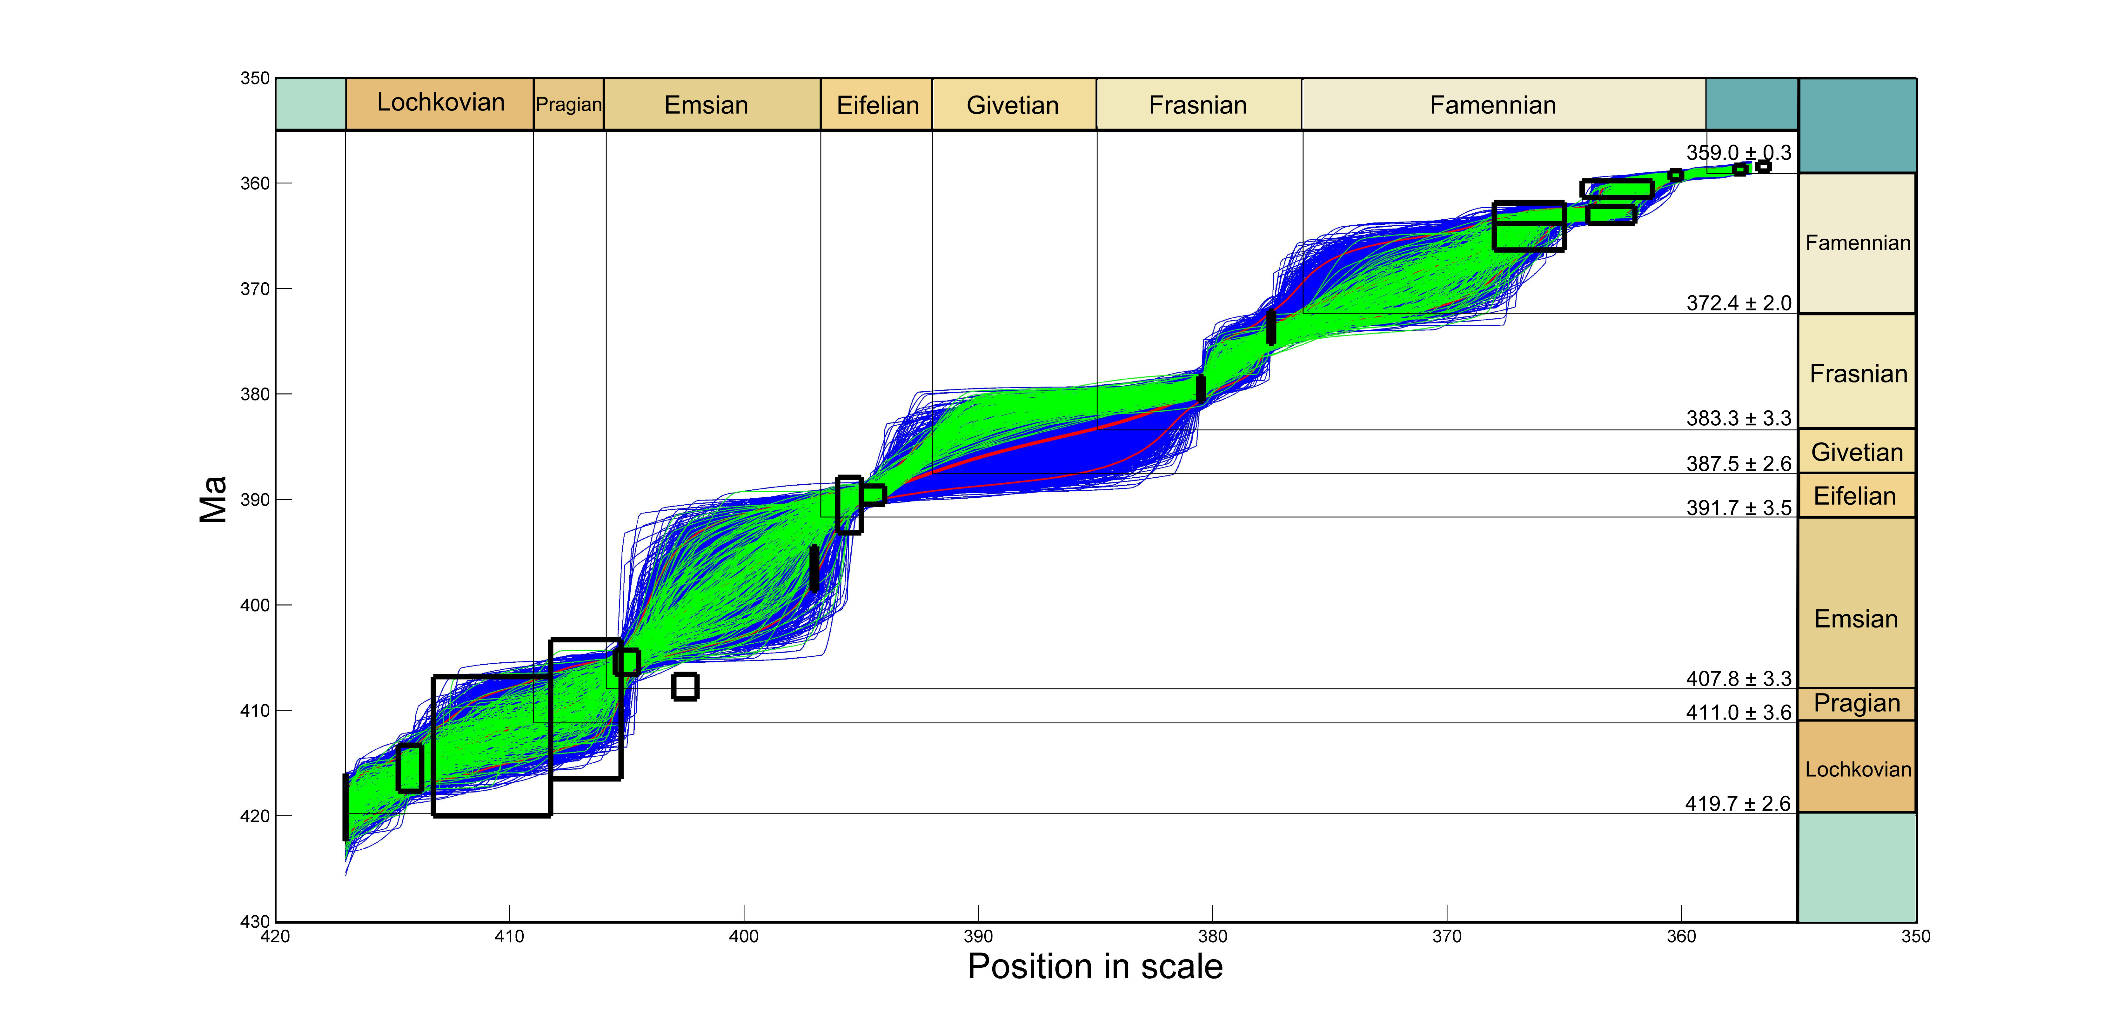 350
Lochkovian Pragian Emsian Eifelian Givetian Frasnian Famennian
359.0 ± 0.3
360
Famennian
370
372.4 ± 2.0
Frasnian
380
383.3 ± 3.3
Givetian
387.5 ± 2.6
Eifelian
390
391.7 ± 3.5
Ma
400
Emsian
407.8 ± 3.3
Pragian
410
411.0 ± 3.6
Lochkovian
419.7 ± 2.6
420
430
420 410 400 390 380 370 360 350
Position in scale